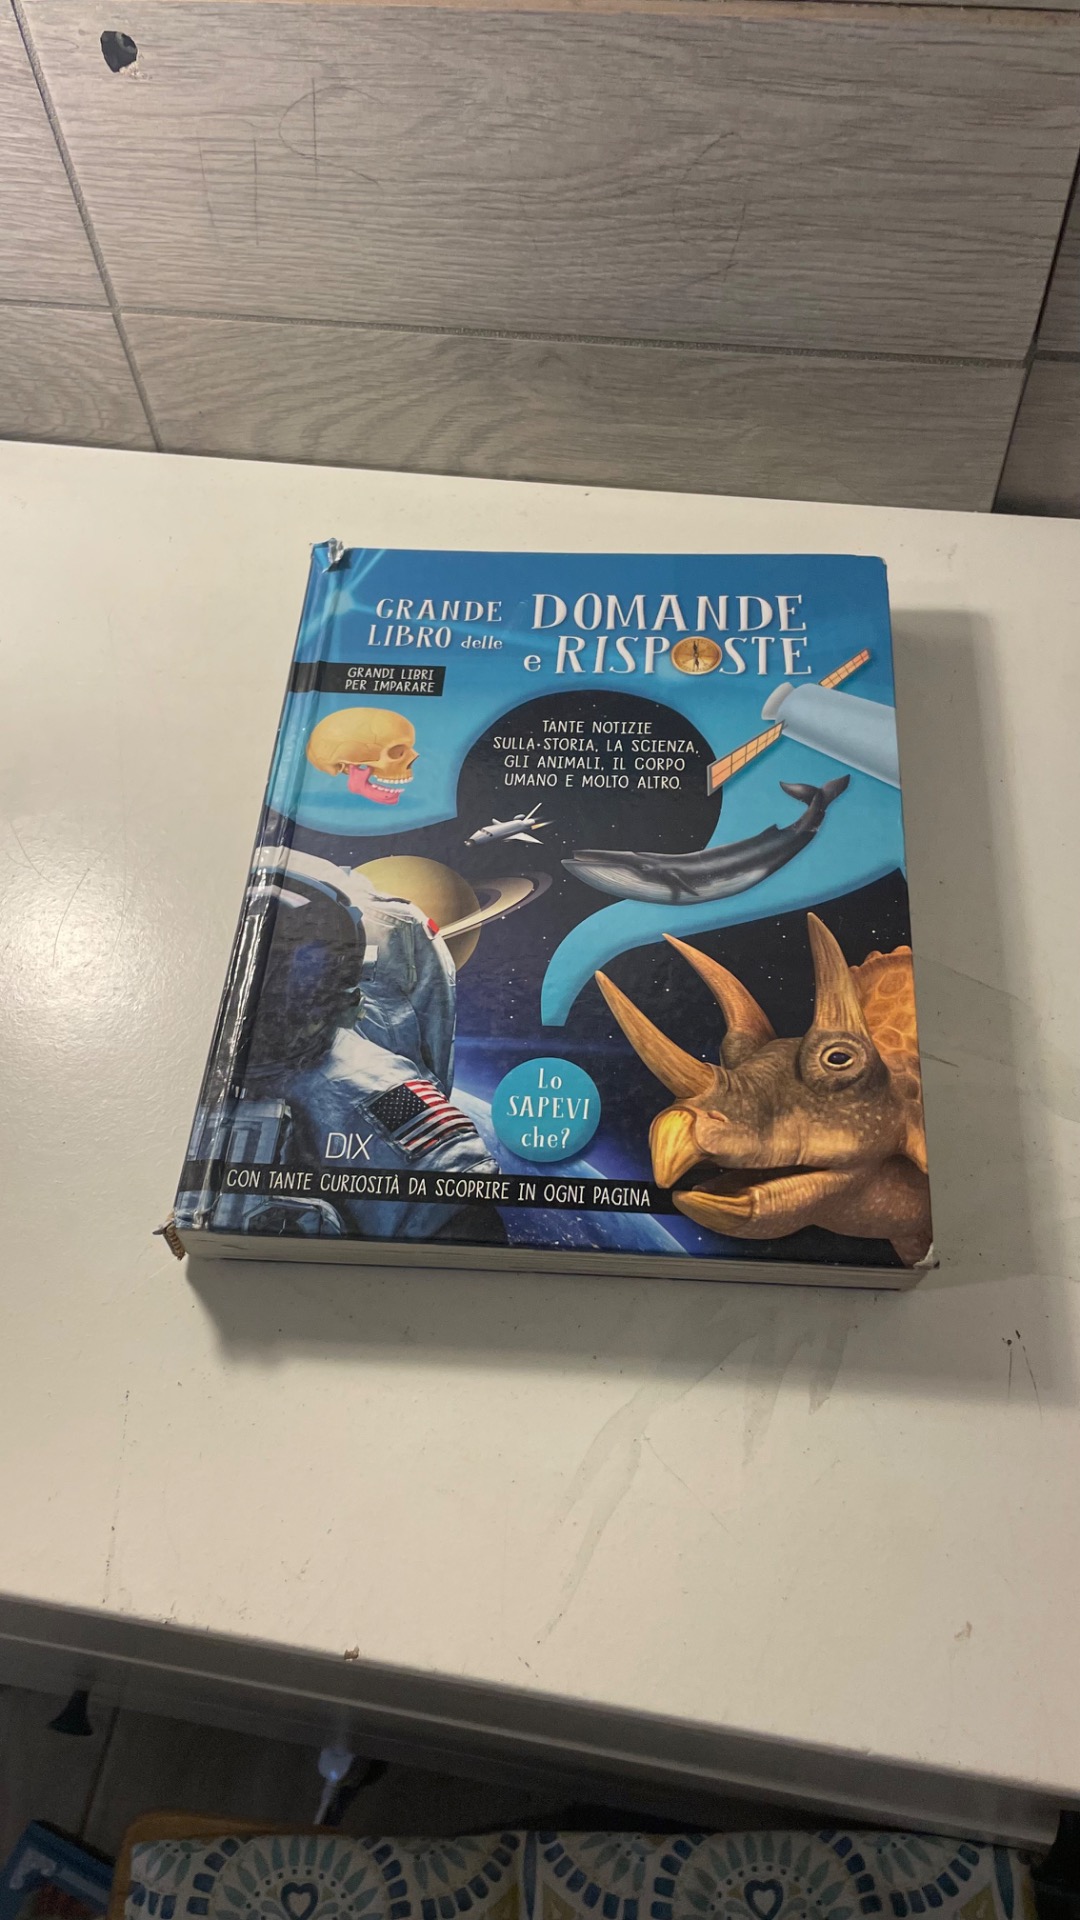 GRANDE
LIBRO delle
DOMANDE
e RISPOSTE
GRANDI LIBRI
PER IMPARARE
TANTE NOTIZIE
SULLA STORIA, LA SCIENZA,
GLI ANIMALI, IL CORPO
UMANO E MOLTO ALTRO.
Lo
SAPEVI
che?
DIX
CON TANTE CURIOSITÀ DA SCOPRIRE IN OGNI PAGINA